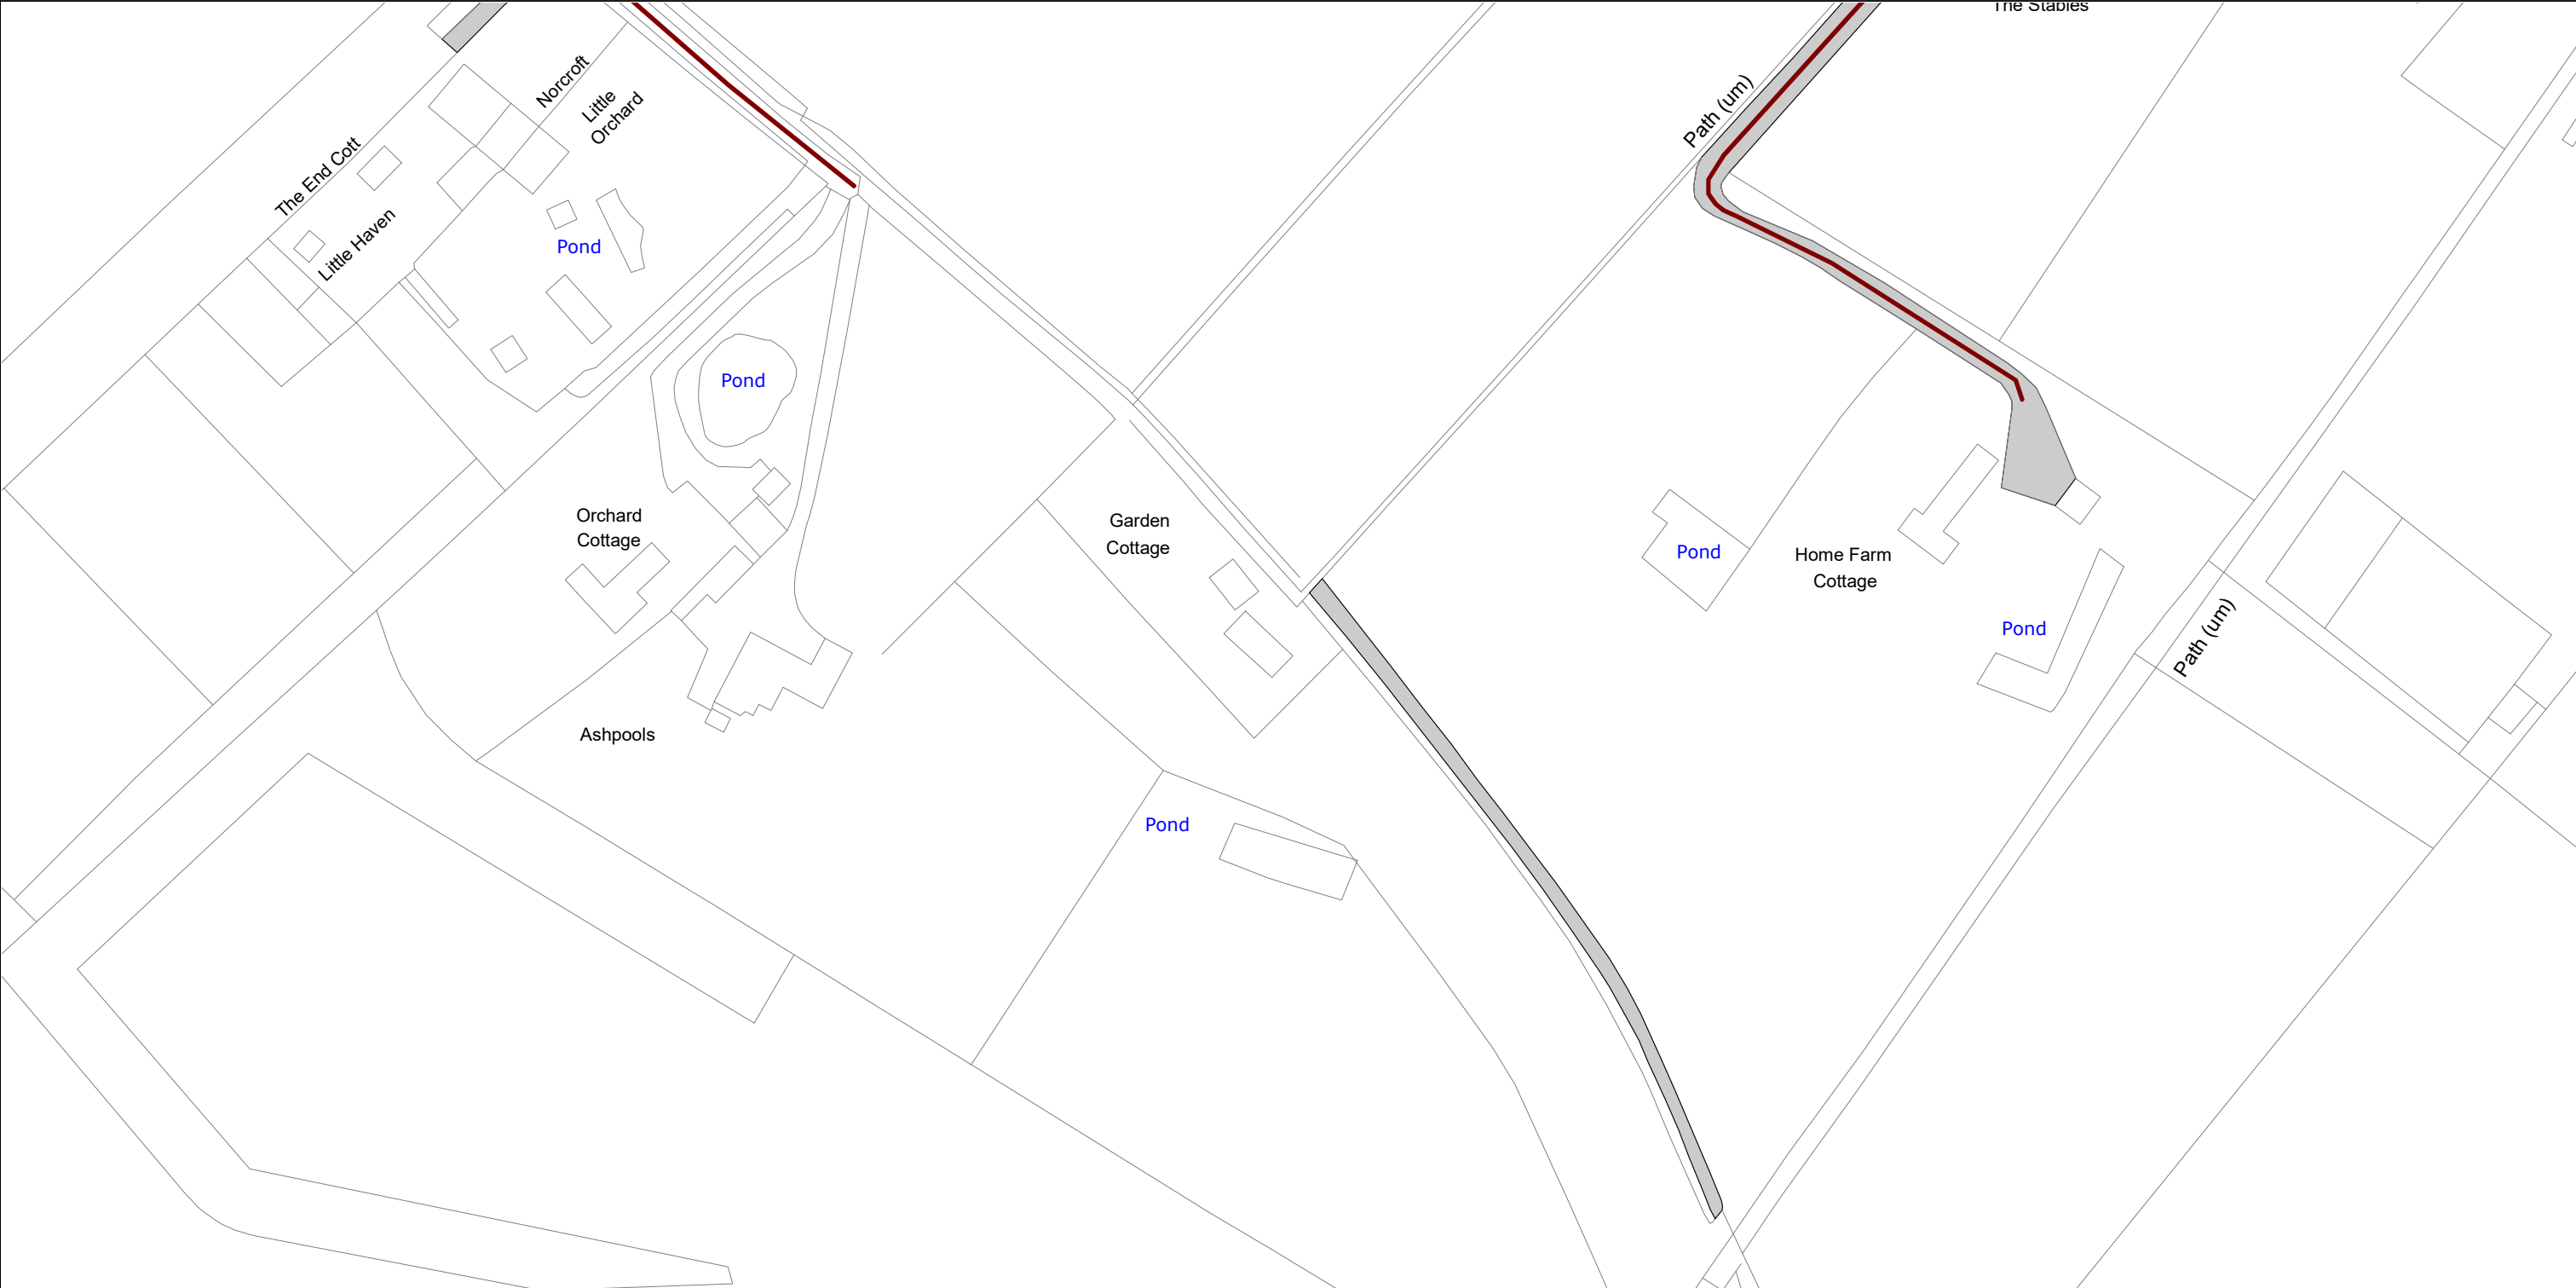 The Stables
Norcroft
Little
Orchard
Path (um)
The End Cott
Little Haven
Pond
Pond
Orchard
Cottage
Garden
Cottage
Pond
Home Farm
Cottage
Pond
Path (um)
Ashpools
Pond